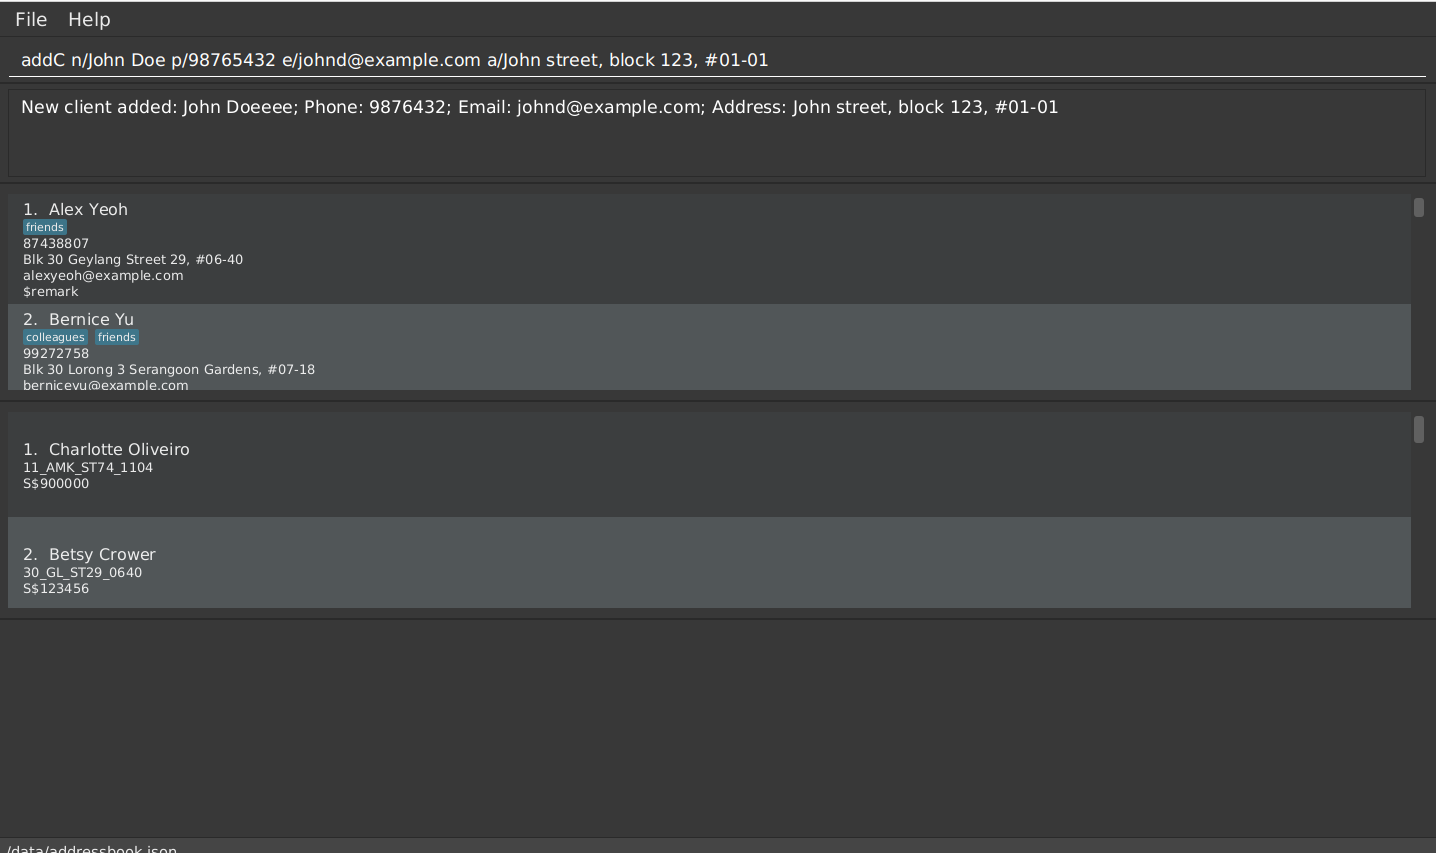 File Help
addC n/John Doe p/98765432 e/johnd@example.com a/John street, block 123, #01-01
New client added: John Doeeee; Phone: 9876432; Email: johnd@example.com; Address: John street, block 123, #01-01
1. Alex Yeoh
friends
87438807
Blk 30 Geylang Street 29, #06-40
alexyeoh@example.com
$remark
2. Bernice Yu
colleagues friends
99272758
Blk 30 Lorong 3 Serangoon Gardens, #07-18
berniceyu@example.com
1. Charlotte Oliveiro
11_AMK_ST74_1104
S$900000
2. Betsy Crower
30_GL_ST29_0640
S$123456
/data/addressbook.json